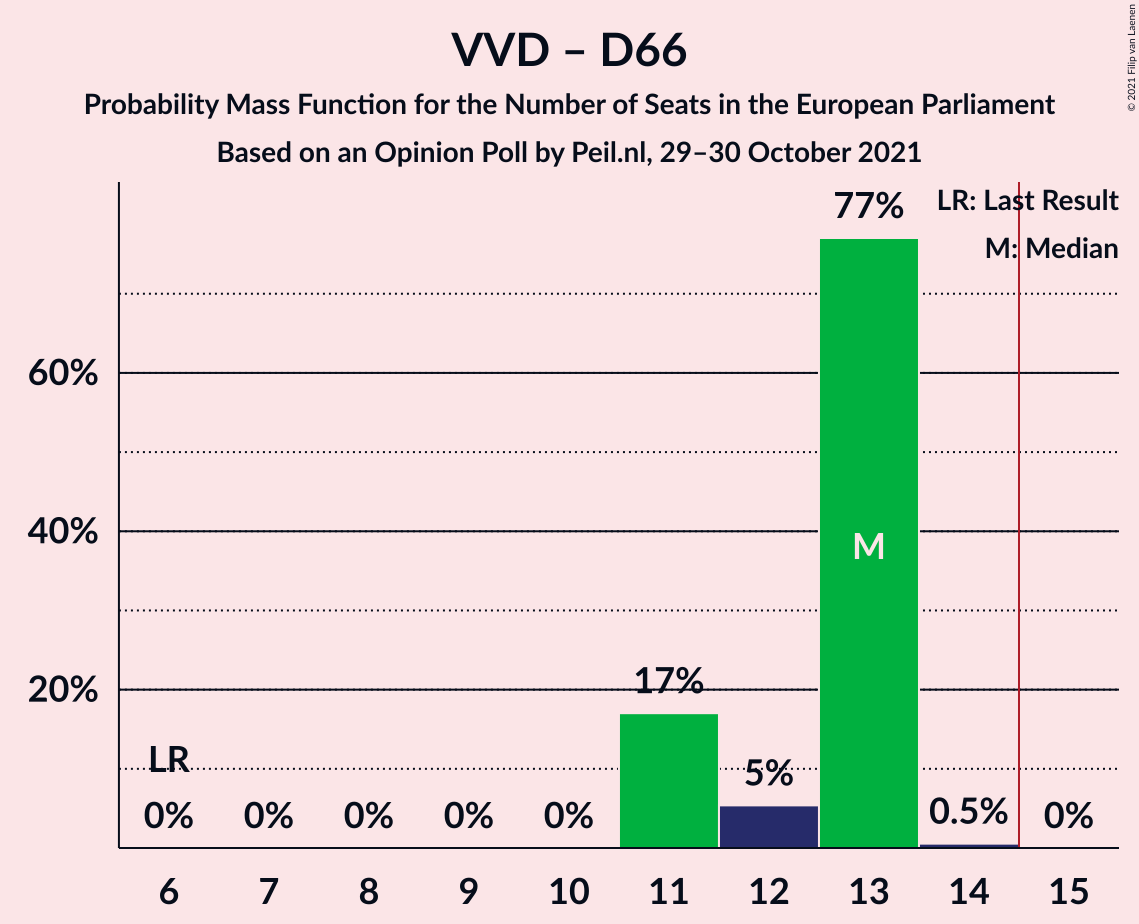 VVD – D66
Probability Mass Function for the Number of Seats in the European Parliament
Based on an Opinion Poll by Peil.nl, 29–30 October 2021
© 2021 Filip van Laenen
LR: Last Result
M: Median
77%
60%
40%
M
17%
20%
LR
5%
0% 0% 0% 0% 0% 0.5% 0%
6 7 8 9 10 11 12 13 14 15